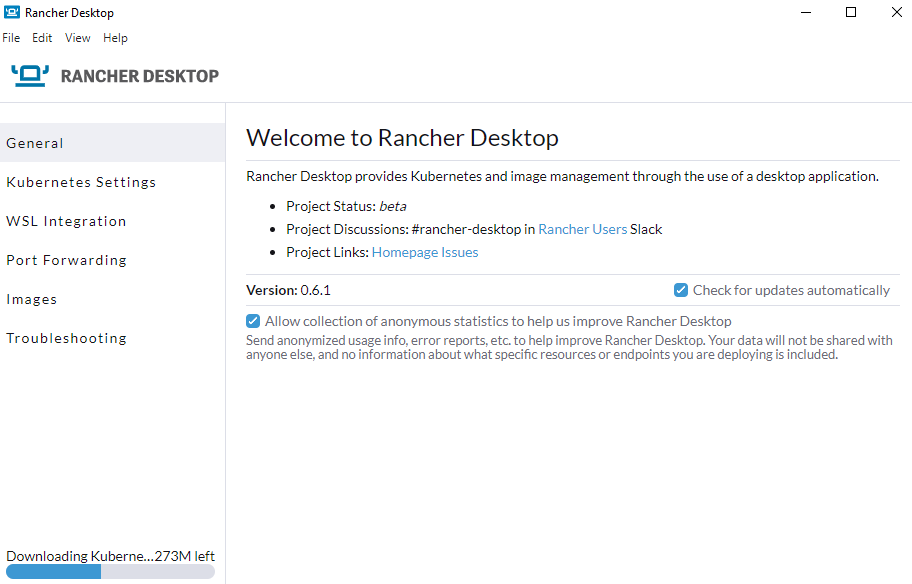 Rancher Desktop
File Edit View Help
RANCHER DESKTOP
General
Kubernetes Settings
WSL Integration
Port Forwarding
Images
Troubleshooting
Welcome to Rancher Desktop
Rancher Desktop provides Kubernetes and image management through the use of a desktop application.
Project Status: beta
Project Discussions: #rancher-desktop in Rancher Users Slack
Project Links: Homepage Issues
Version: 0.6.1 Check for updates automatically
Allow collection of anonymous statistics to help us improve Rancher Desktop
Send anonymized usage info, error reports, etc. to help improve Rancher Desktop. Your data will not be shared with
anyone else, and no information about what specific resources or endpoints you are deploying is included.
Downloading Kuberne...273M left